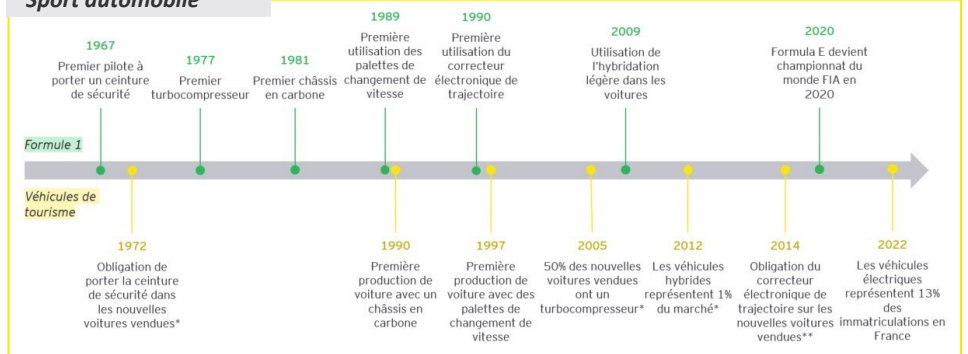 Sport automobile
1967
Premier pilote à
porter un ceinture
de sécurité
1977
Premier
turbocompresseur
1981
Premier châssis
en carbone
1989
Première
utilisation des
palettes de
changement de
vitesse
1990
Première
utilisation du
correcteur
électronique de
trajectoire
2009
Utilisation de
l'hybridation
légère dans les
voitures
2020
Formula E devient
championnat du
monde FIA en
2020
Formule 1
Véhicules de
tourisme
1972
Obligation de
porter la ceinture
de sécurité dans
les nouvelles
voitures vendues*
1990
Première
production de
voiture avec un
châssis en
carbone
1997
Première
production de
voiture avec des
palettes de
changement de
vitesse
2005
50% des nouvelles
voitures vendues
ont un
turbocompresseur*
2012
Les véhicules
hybrides
représentent 1%
du marché*
2014
Obligation du
correcteur
électronique de
trajectoire sur les
nouvelles voitures
vendues**
2022
Les véhicules
électriques
représentent 13%
des
immatriculations en
France